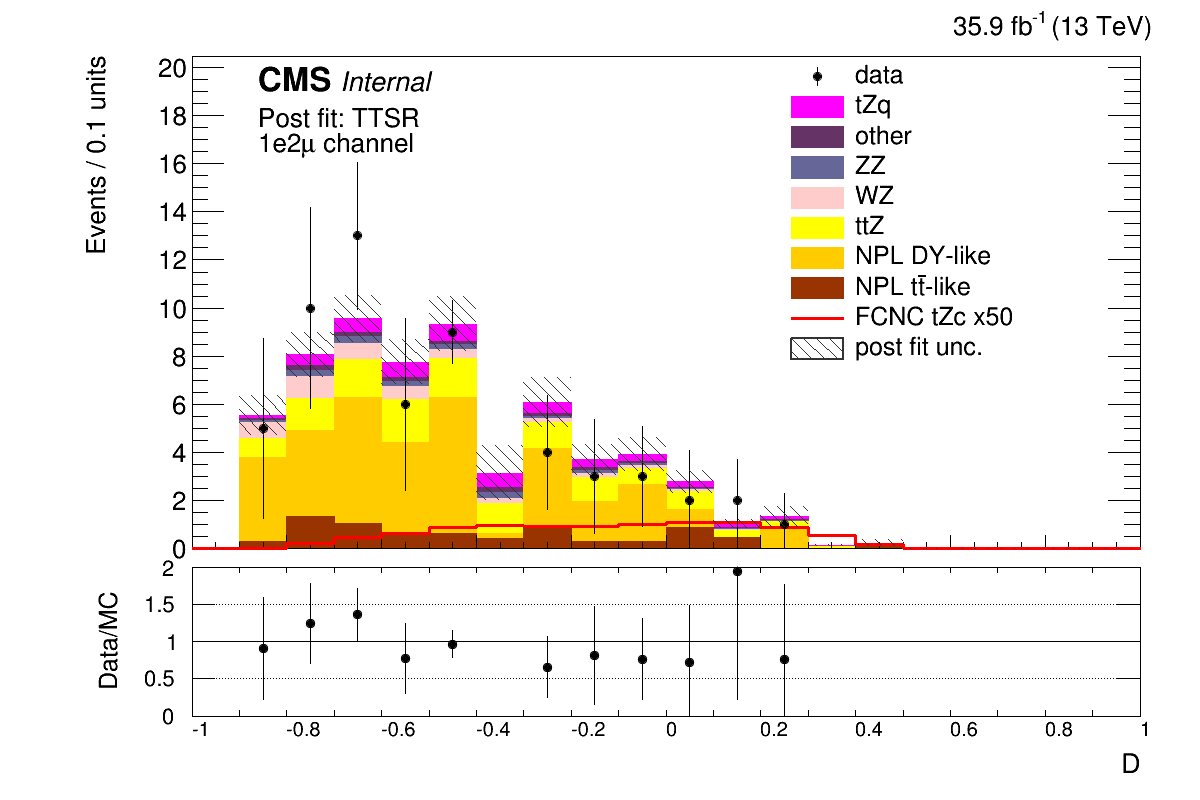 35.9 fb⁻¹ (13 TeV)
Events / 0.1 units
CMS Internal
Post fit: TTSR
1e2μ channel
data
tZq
other
ZZ
WZ
ttZ
NPL DY-like
NPL tt̄-like
FCNC tZc x50
post fit unc.
20
18
16
14
12
10
8
6
4
2
0
Data/MC
2
1.5
1
0.5
0
-1 -0.8 -0.6 -0.4 -0.2 0 0.2 0.4 0.6 0.8 1
D